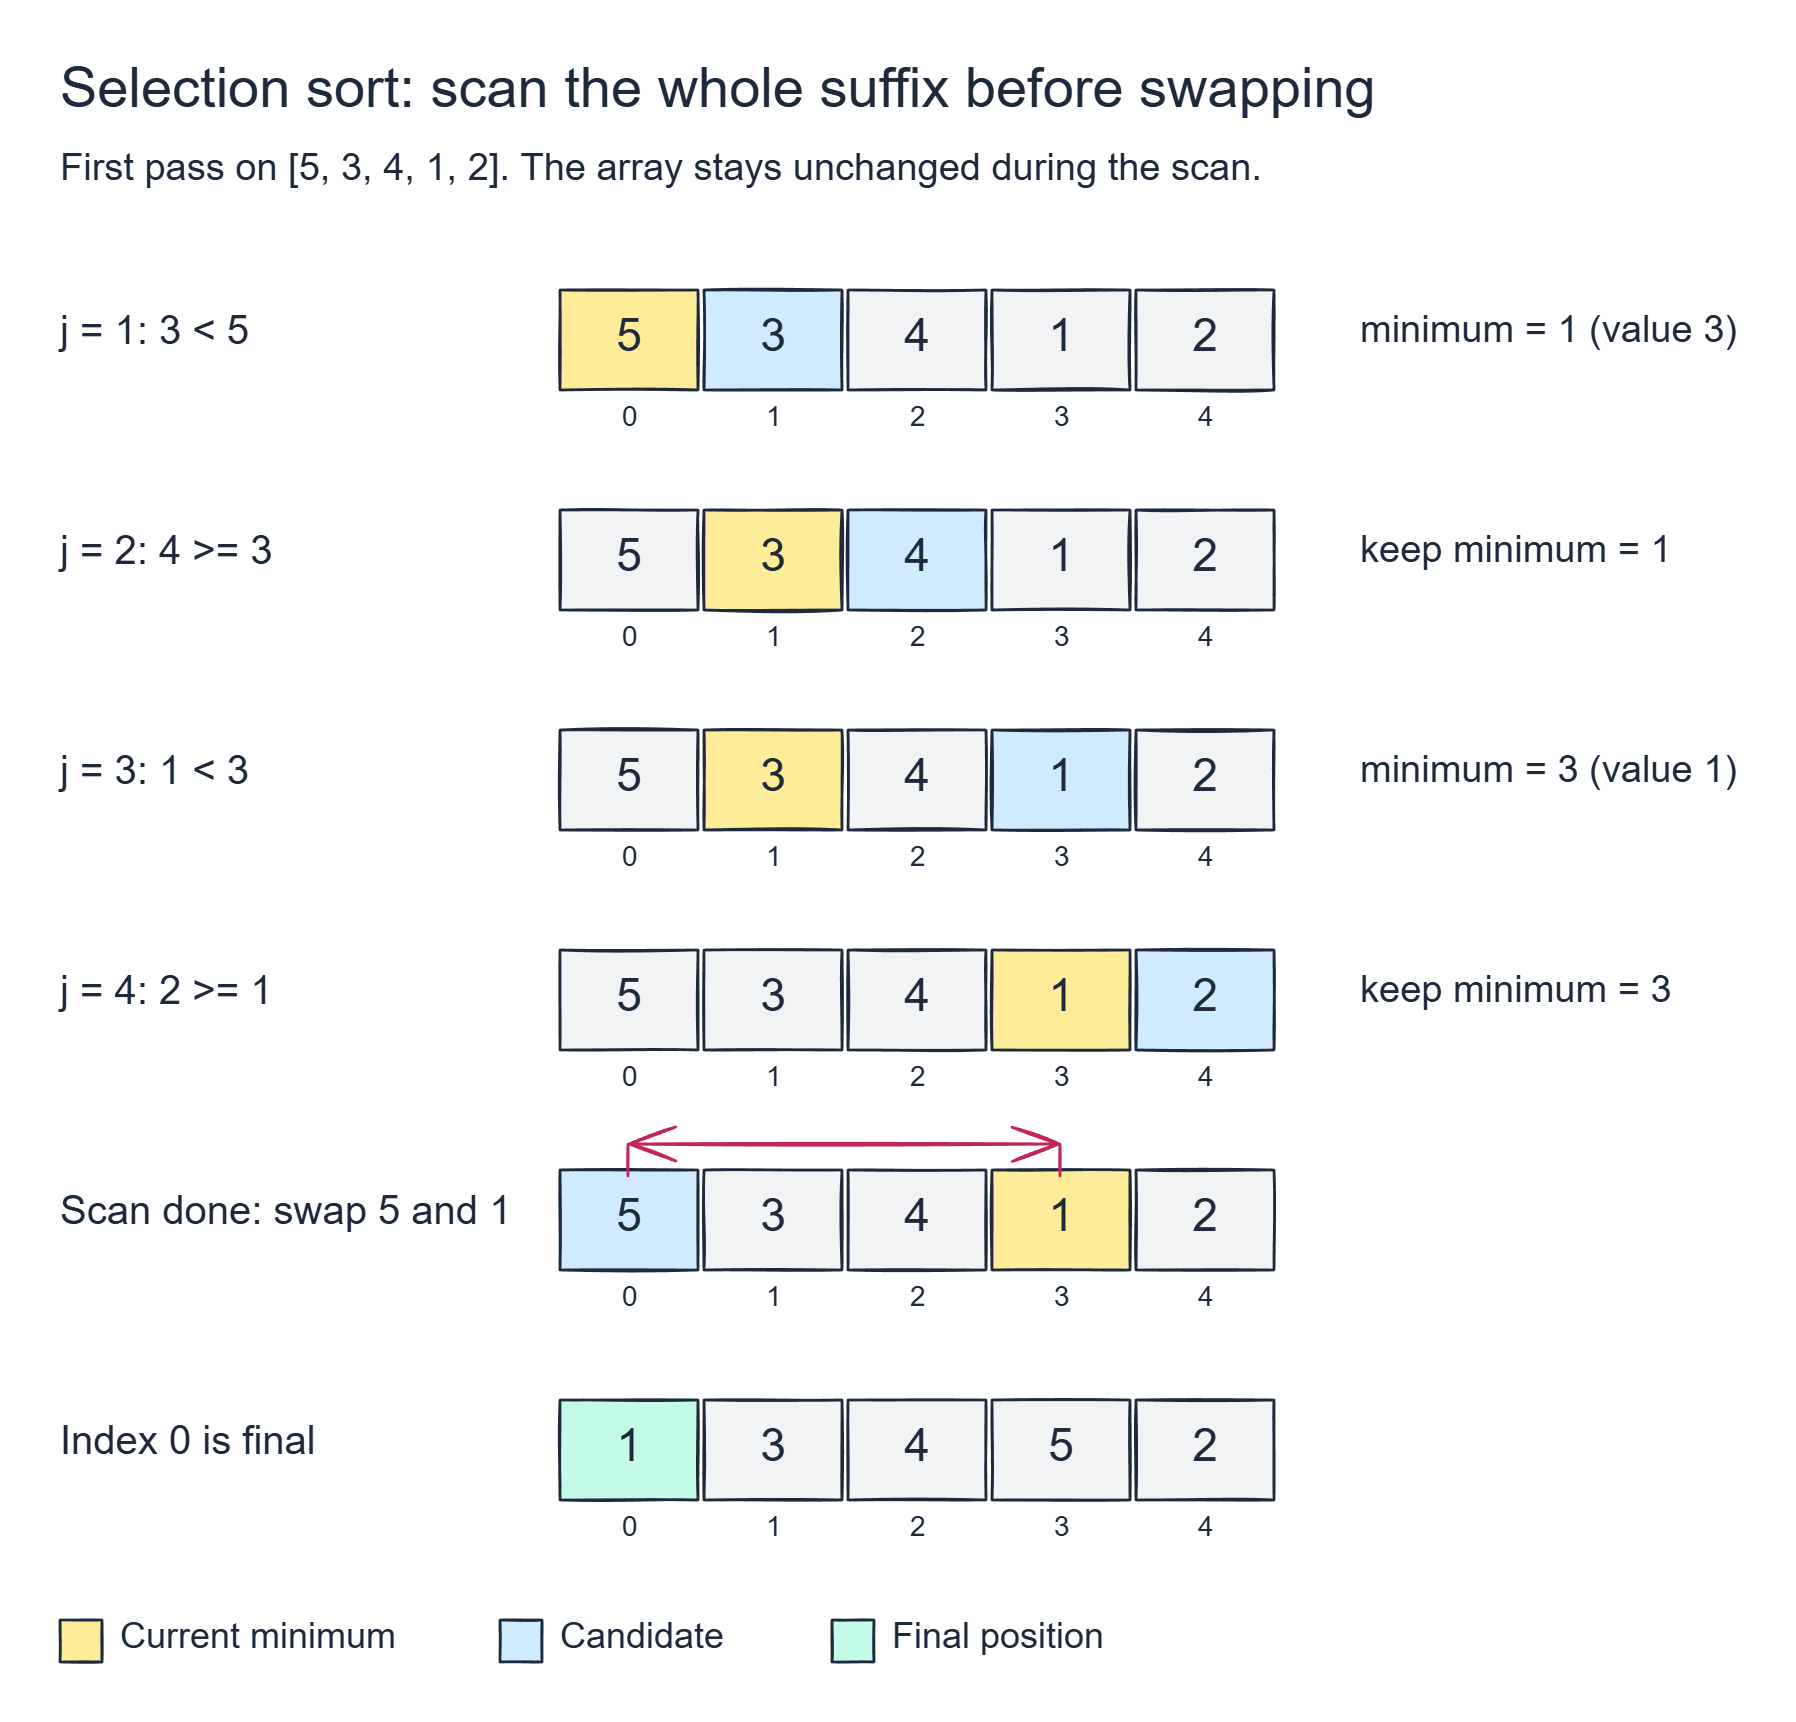 Selection sort: scan the whole suffix before swapping
First pass on [5, 3, 4, 1, 2]. The array stays unchanged during the scan.
j = 1: 3 < 5 5 3 4 1 2 minimum = 1 (value 3)
0 1 2 3 4
j = 2: 4 >= 3 5 3 4 1 2 keep minimum = 1
0 1 2 3 4
j = 3: 1 < 3 5 3 4 1 2 minimum = 3 (value 1)
0 1 2 3 4
j = 4: 2 >= 1 5 3 4 1 2 keep minimum = 3
0 1 2 3 4
Scan done: swap 5 and 1 5 3 4 1 2
0 1 2 3 4
Index 0 is final 1 3 4 5 2
0 1 2 3 4
Current minimum Candidate Final position